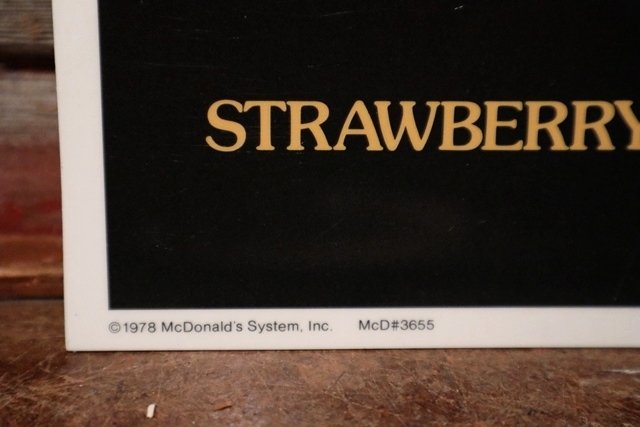 STRAWBERRY
©1978 McDonald's System, Inc. McD#3655